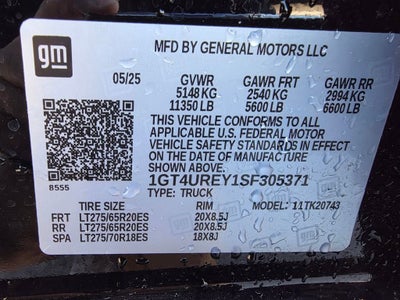 gm
MFD BY GENERAL MOTORS LLC
05/25 GVWR GAWR FRT GAWR RR
5148 KG 2540 KG 2994 KG
11350 LB 5600 LB 6600 LB
THIS VEHICLE CONFORMS TO ALL
APPLICABLE U.S. FEDERAL MOTOR
VEHICLE SAFETY STANDARDS IN EFFECT
ON THE DATE OF MANUFACTURE
SHOWN ABOVE.
8555 1GT4UREY1SF305371
TYPE: TRUCK
TIRE SIZE RIM MODEL: 11TK20743
FRT LT275/65R20ES 20X8.5J
RR LT275/65R20ES 20X8.5J
SPA LT275/70R18ES 18X8J